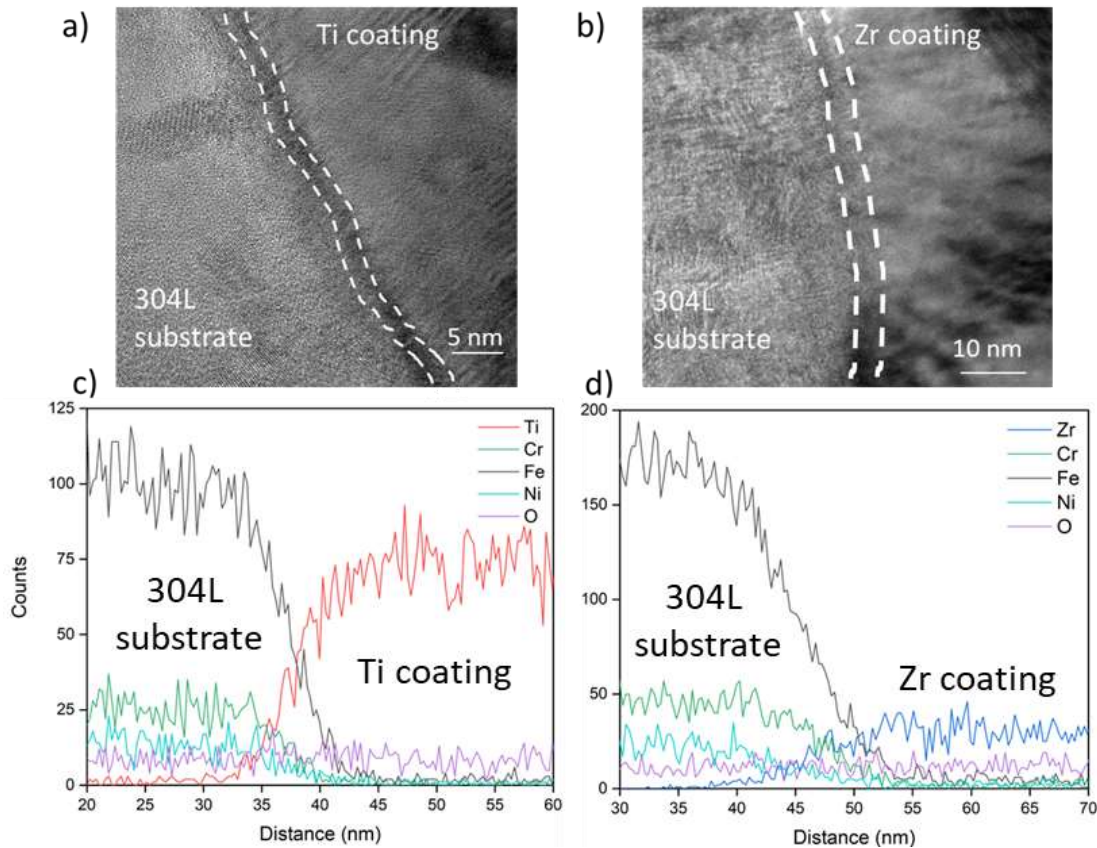 a)
Ti coating
304L
substrate
5 nm
b)
Zr coating
304L
substrate
10 nm
c)
125
100
75
50
25
0
Counts
20 25 30 35 40 45 50 55 60
Distance (nm)
304L
substrate
Ti coating
Ti
Cr
Fe
Ni
O
d)
200
150
100
50
0
30 35 40 45 50 55 60 65 70
Distance (nm)
304L
substrate
Zr coating
Zr
Cr
Fe
Ni
O